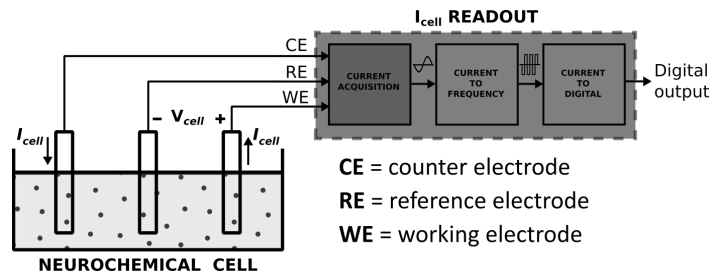 I_cell READOUT
CE
RE
WE
CURRENT
ACQUISITION
CURRENT
TO
FREQUENCY
CURRENT
TO
DIGITAL
Digital
output
− V_cell +
I_cell
I_cell
CE = counter electrode
RE = reference electrode
WE = working electrode
NEUROCHEMICAL CELL